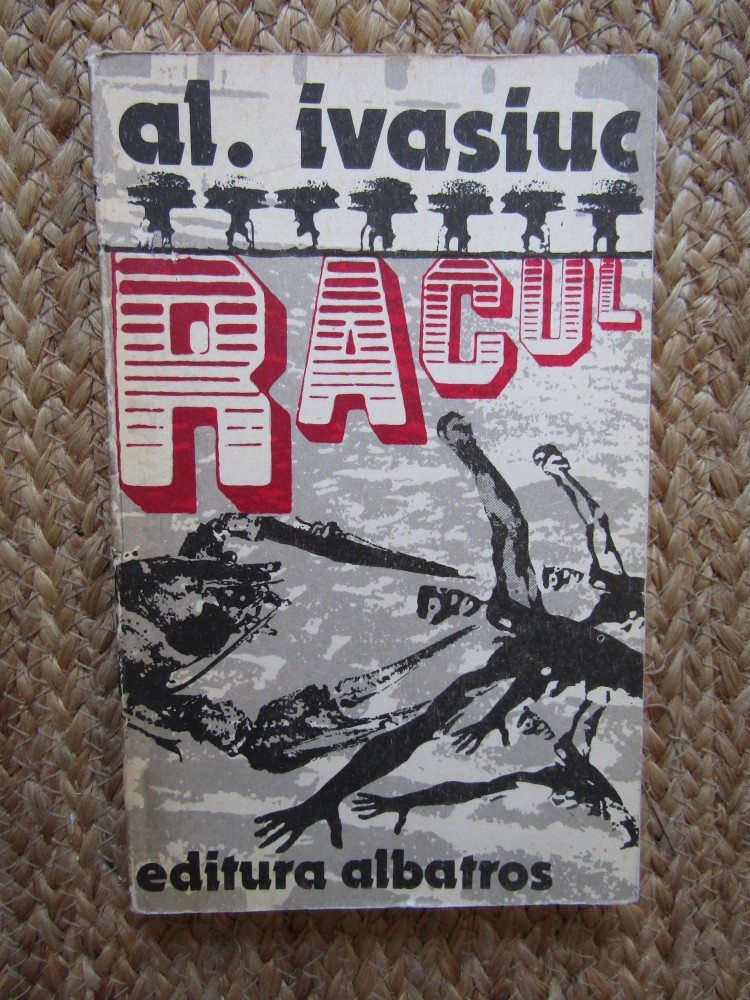 al. ivasiuc
RACUL
editura albatros